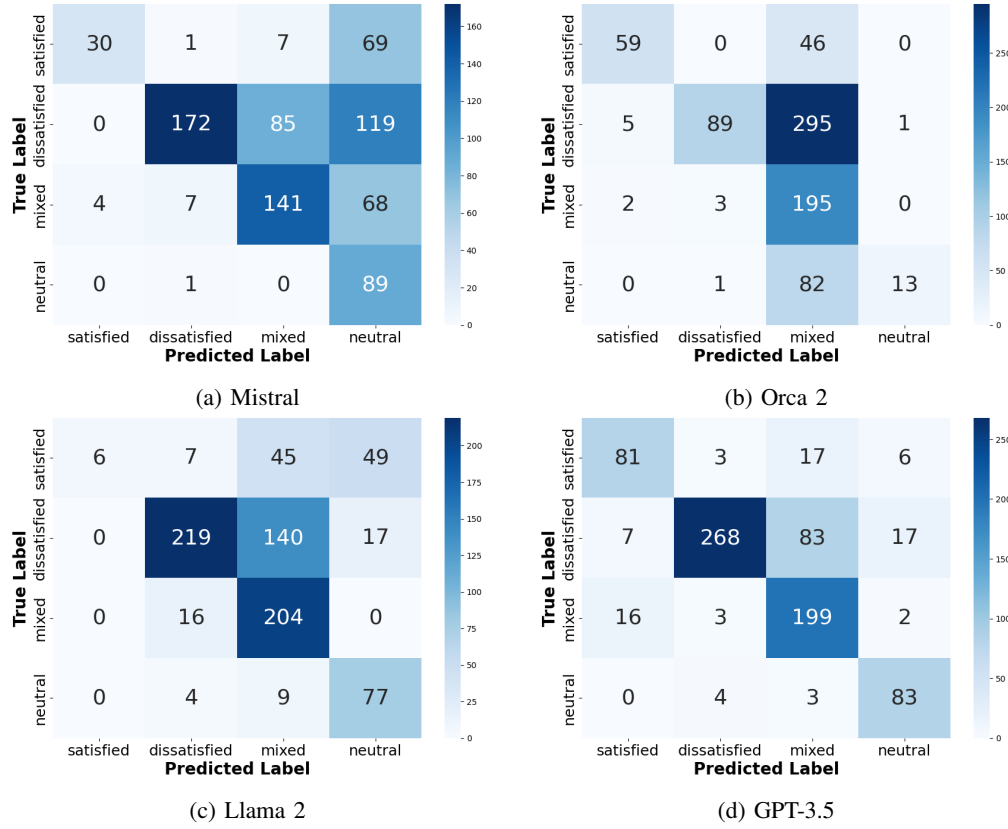 satisfied 30 1 7 69
dissatisfied 0 172 85 119
mixed 4 7 141 68
neutral 0 1 0 89
satisfied dissatisfied mixed neutral
True Label
Predicted Label
160
140
120
100
80
60
40
20
0
(a) Mistral
satisfied 59 0 46 0
dissatisfied 5 89 295 1
mixed 2 3 195 0
neutral 0 1 82 13
satisfied dissatisfied mixed neutral
True Label
Predicted Label
250
200
150
100
50
0
(b) Orca 2
satisfied 6 7 45 49
dissatisfied 0 219 140 17
mixed 0 16 204 0
neutral 0 4 9 77
satisfied dissatisfied mixed neutral
True Label
Predicted Label
200
175
150
125
100
75
50
25
0
(c) Llama 2
satisfied 81 3 17 6
dissatisfied 7 268 83 17
mixed 16 3 199 2
neutral 0 4 3 83
satisfied dissatisfied mixed neutral
True Label
Predicted Label
250
200
150
100
50
0
(d) GPT-3.5